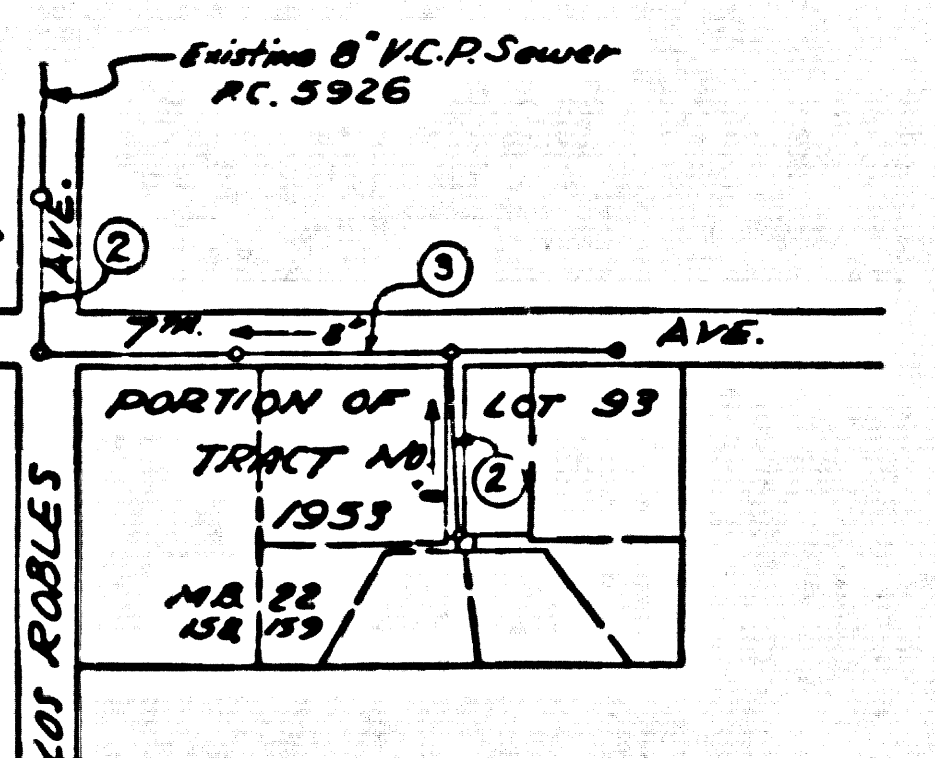 Existing 8" V.C.P. Sewer
P.C. 5926
AVE.
2
3
7TH. 8" AVE.
PORTION OF LOT 93
TRACT NO.
2
1953
M.B. 22
158, 159
LOS ROBLES